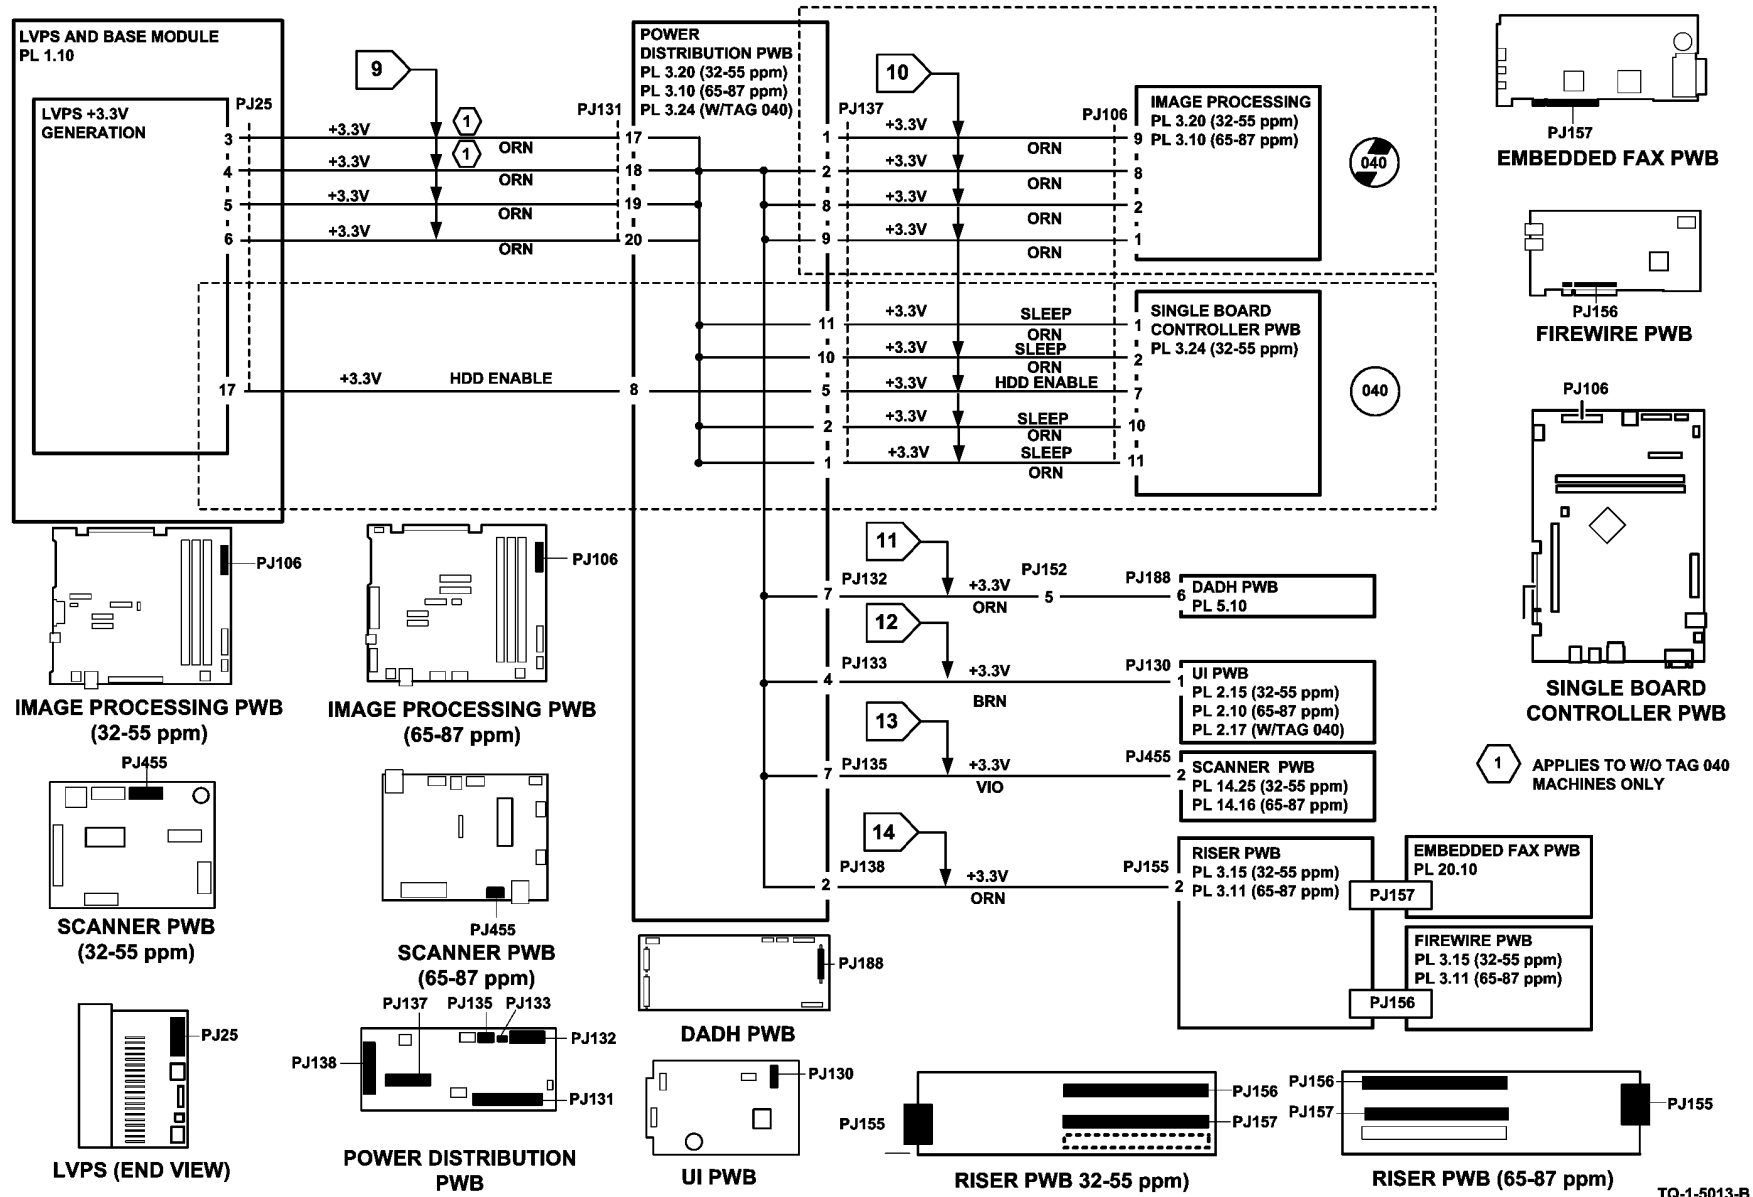 LVPS AND BASE MODULE
PL 1.10
LVPS +3.3V
GENERATION
PJ25
3
4
5
6
17
9
+3.3V
1
ORN
+3.3V
1
ORN
+3.3V
ORN
+3.3V
ORN
+3.3V
HDD ENABLE
PJ131
17
18
19
20
8
POWER
DISTRIBUTION PWB
PL 3.20 (32-55 ppm)
PL 3.10 (65-87 ppm)
PL 3.24 (W/TAG 040)
PJ137
1
2
8
9
11
10
5
2
1
10
+3.3V
ORN
+3.3V
ORN
+3.3V
ORN
+3.3V
ORN
PJ106
9
8
2
1
IMAGE PROCESSING
PL 3.20 (32-55 ppm)
PL 3.10 (65-87 ppm)
040
+3.3V
SLEEP
ORN
+3.3V
SLEEP
ORN
+3.3V
HDD ENABLE
+3.3V
SLEEP
ORN
+3.3V
SLEEP
ORN
1
2
7
10
11
SINGLE BOARD
CONTROLLER PWB
PL 3.24 (32-55 ppm)
040
11
PJ132
7
+3.3V
ORN
PJ152
5
PJ188
6
DADH PWB
PL 5.10
12
PJ133
4
+3.3V
BRN
PJ130
1
UI PWB
PL 2.15 (32-55 ppm)
PL 2.10 (65-87 ppm)
PL 2.17 (W/TAG 040)
13
PJ135
7
+3.3V
VIO
PJ455
2
SCANNER PWB
PL 14.25 (32-55 ppm)
PL 14.16 (65-87 ppm)
14
PJ138
2
+3.3V
ORN
PJ155
2
RISER PWB
PL 3.15 (32-55 ppm)
PL 3.11 (65-87 ppm)
PJ157
EMBEDDED FAX PWB
PL 20.10
PJ156
FIREWIRE PWB
PL 3.15 (32-55 ppm)
PL 3.11 (65-87 ppm)
PJ157
EMBEDDED FAX PWB
PJ156
FIREWIRE PWB
PJ106
SINGLE BOARD
CONTROLLER PWB
1
APPLIES TO W/O TAG 040
MACHINES ONLY
PJ106
IMAGE PROCESSING PWB
(32-55 ppm)
PJ106
IMAGE PROCESSING PWB
(65-87 ppm)
PJ455
SCANNER PWB
(32-55 ppm)
PJ455
SCANNER PWB
(65-87 ppm)
PJ25
LVPS (END VIEW)
PJ137
PJ135
PJ133
PJ132
PJ138
PJ131
POWER DISTRIBUTION
PWB
PJ188
DADH PWB
PJ130
UI PWB
PJ156
PJ157
PJ155
RISER PWB 32-55 ppm)
PJ156
PJ157
PJ155
RISER PWB (65-87 ppm)
TQ-1-5013-B